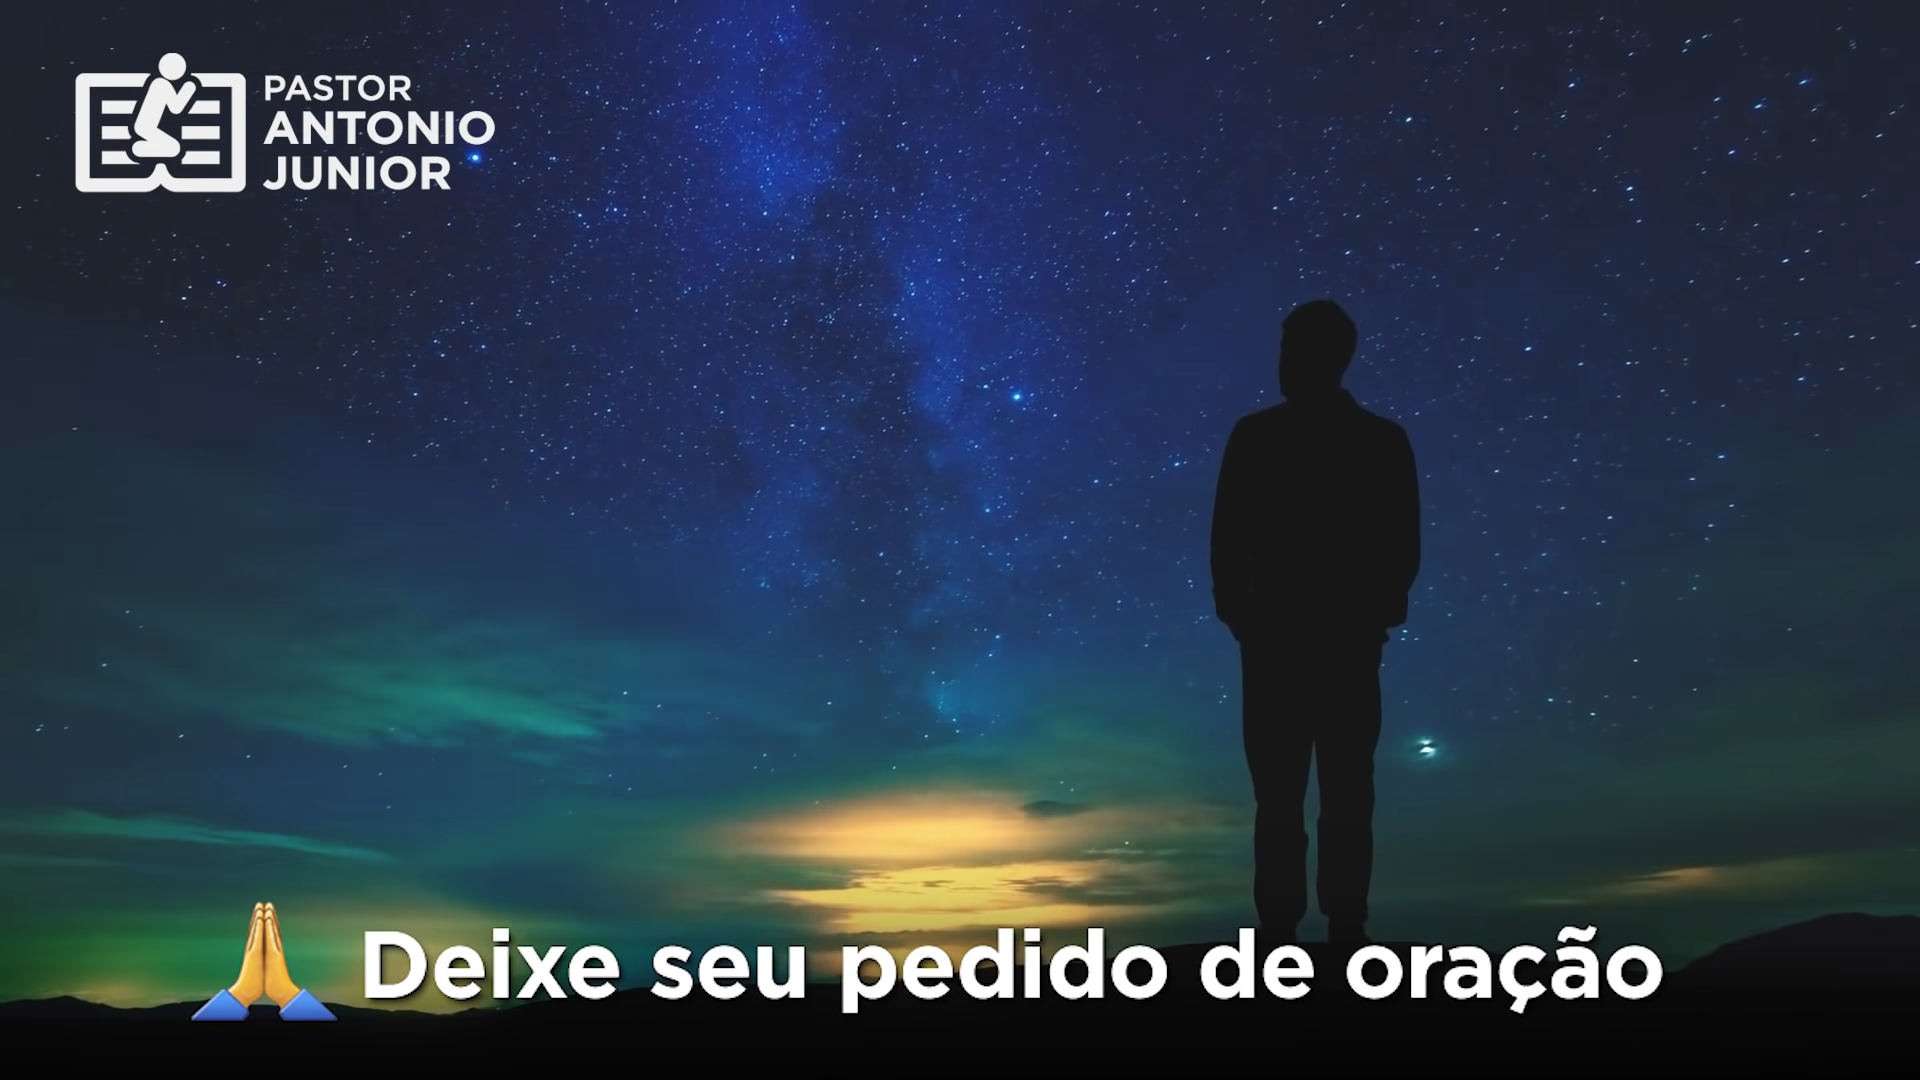 PASTOR
ANTONIO
JUNIOR
🙏 Deixe seu pedido de oração